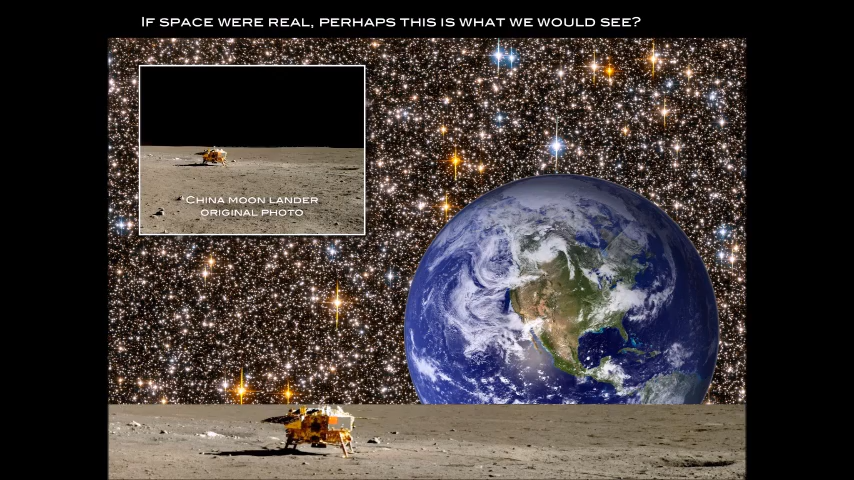 If space were real, perhaps this is what we would see?
*China moon lander
original photo